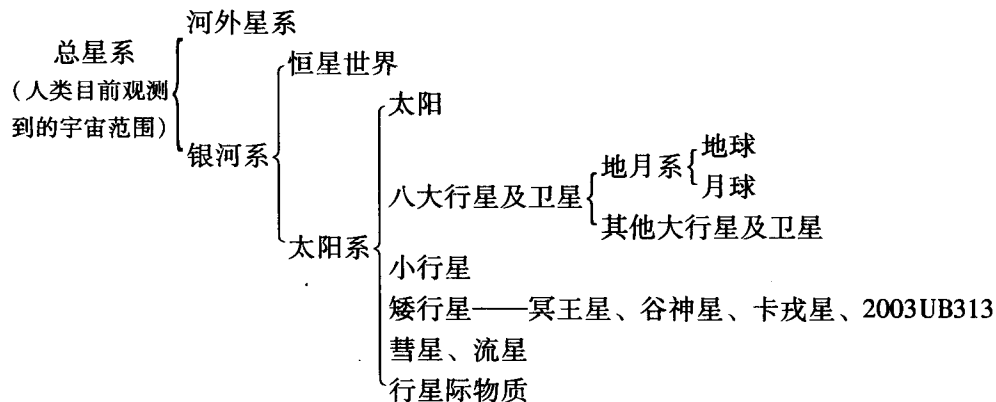 河外星系
总星系
(人类目前观测
到的宇宙范围)
恒星世界
银河系
太阳
地球
地月系
月球
八大行星及卫星
其他大行星及卫星
太阳系
小行星
矮行星——冥王星、谷神星、卡戎星、2003UB313
彗星、流星
行星际物质